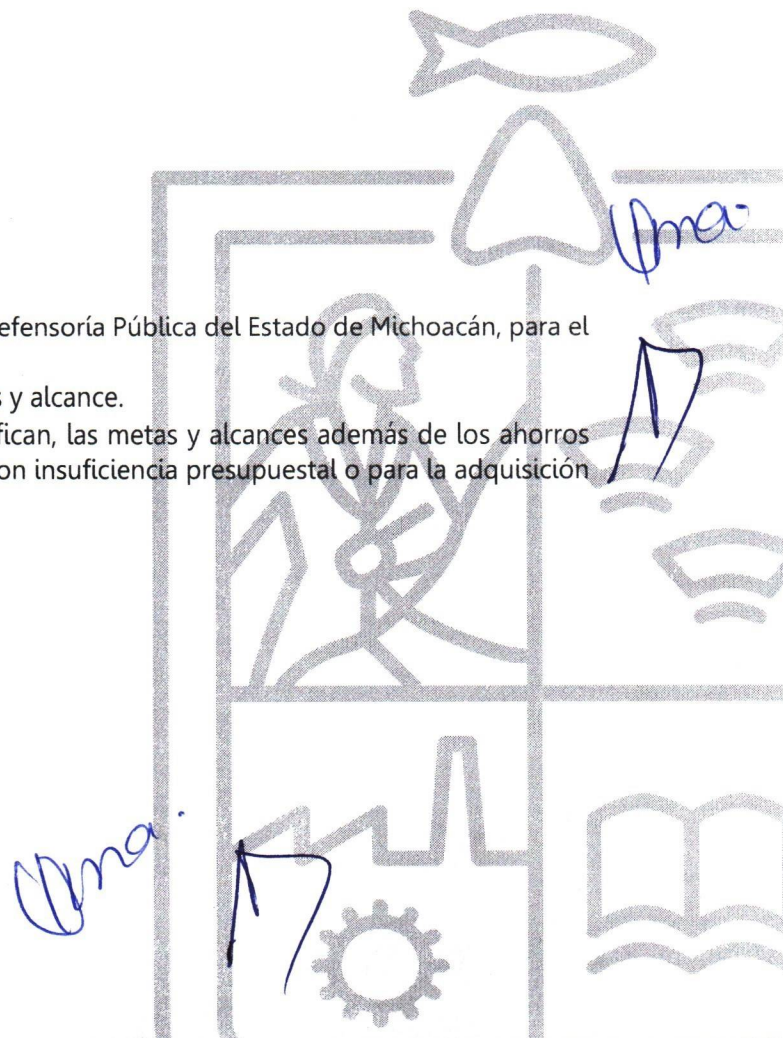 efensoría Pública del Estado de Michoacán, para el
s y alcance.
fican, las metas y alcances además de los ahorros
on insuficiencia presupuestal o para la adquisición